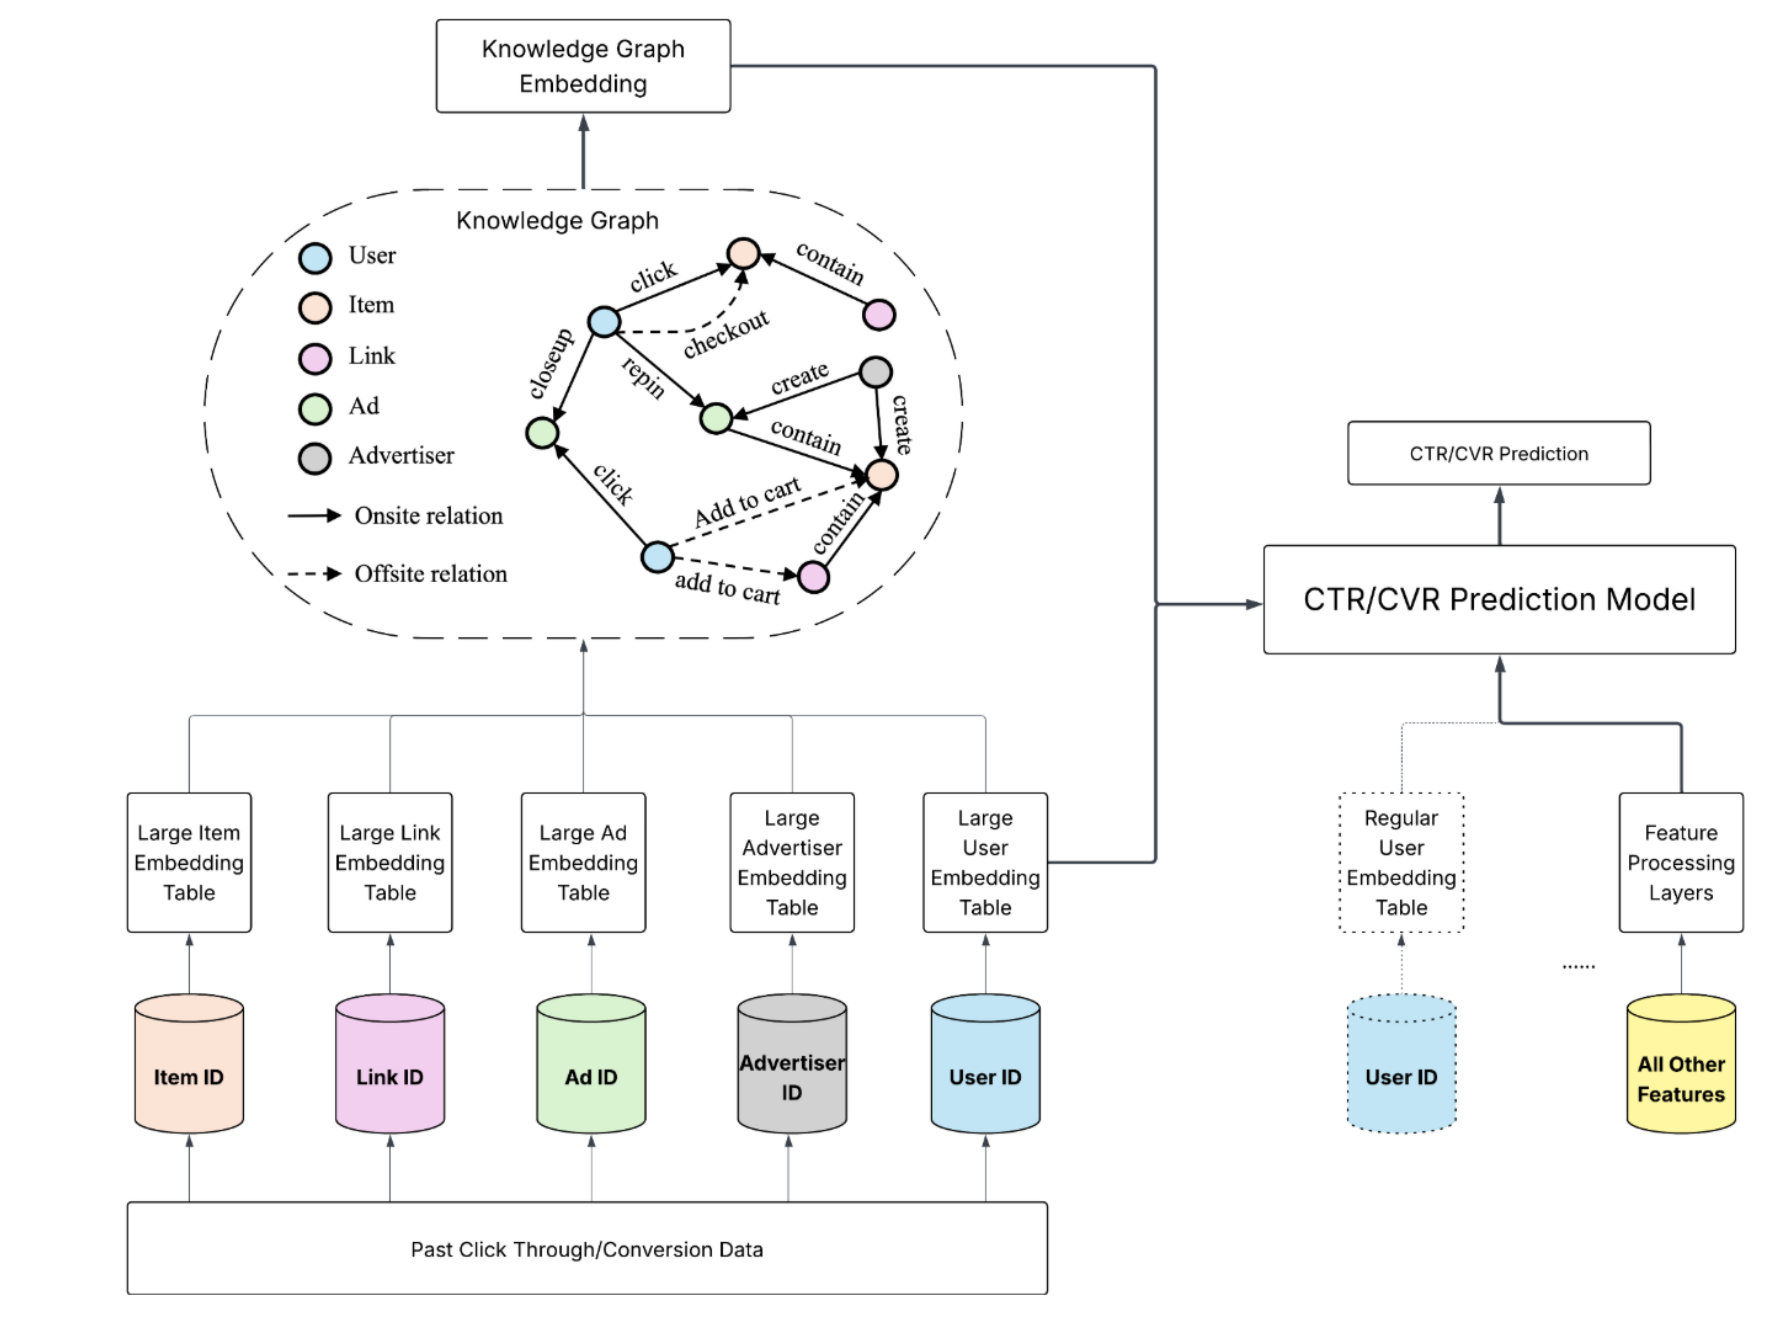 Knowledge Graph
Embedding
Knowledge Graph
User
Item
Link
Ad
Advertiser
Onsite relation
Offsite relation
click
contain
checkout
closeup
repin
create
create
contain
click
Add to cart
contain
add to cart
CTR/CVR Prediction
CTR/CVR Prediction Model
Large Item
Embedding
Table
Large Link
Embedding
Table
Large Ad
Embedding
Table
Large
Advertiser
Embedding
Table
Large
User
Embedding
Table
Regular
User
Embedding
Table
Feature
Processing
Layers
......
Item ID
Link ID
Ad ID
Advertiser
ID
User ID
User ID
All Other
Features
Past Click Through/Conversion Data